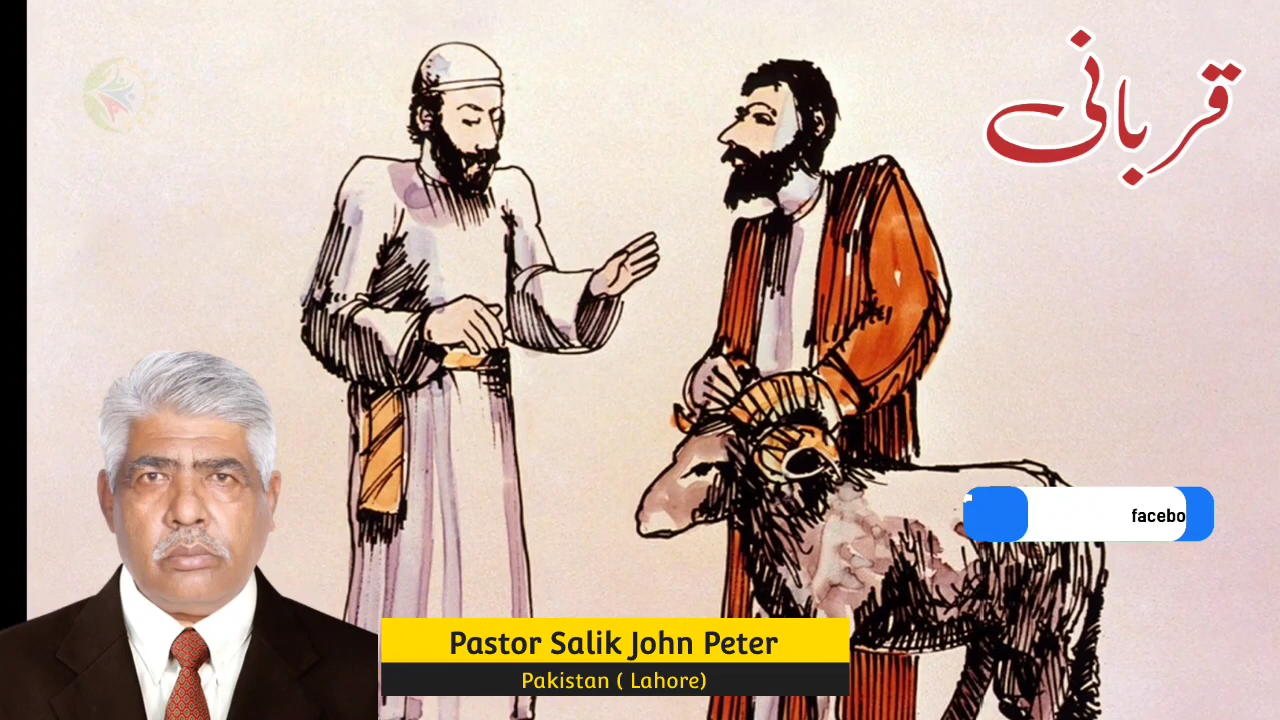 قربانی
facebo
Pastor Salik John Peter
Pakistan ( Lahore)